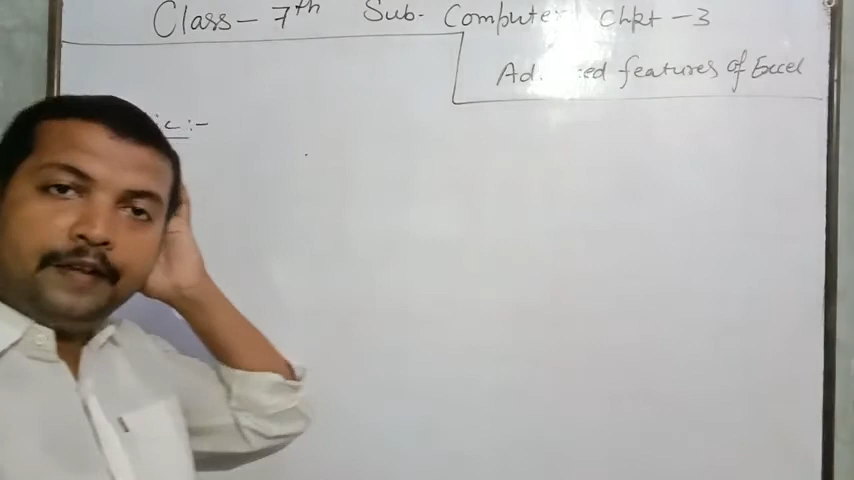 Class - 7th Sub - Computer Chpt - 3
features of Excel